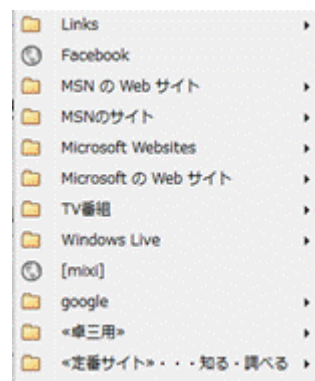 Links
Facebook
MSN の Web サイト
MSNのサイト
Microsoft Websites
Microsoft の Web サイト
TV番組
Windows Live
[mixi]
google
«卓三用»
«定番サイト»・・・知る・調べる